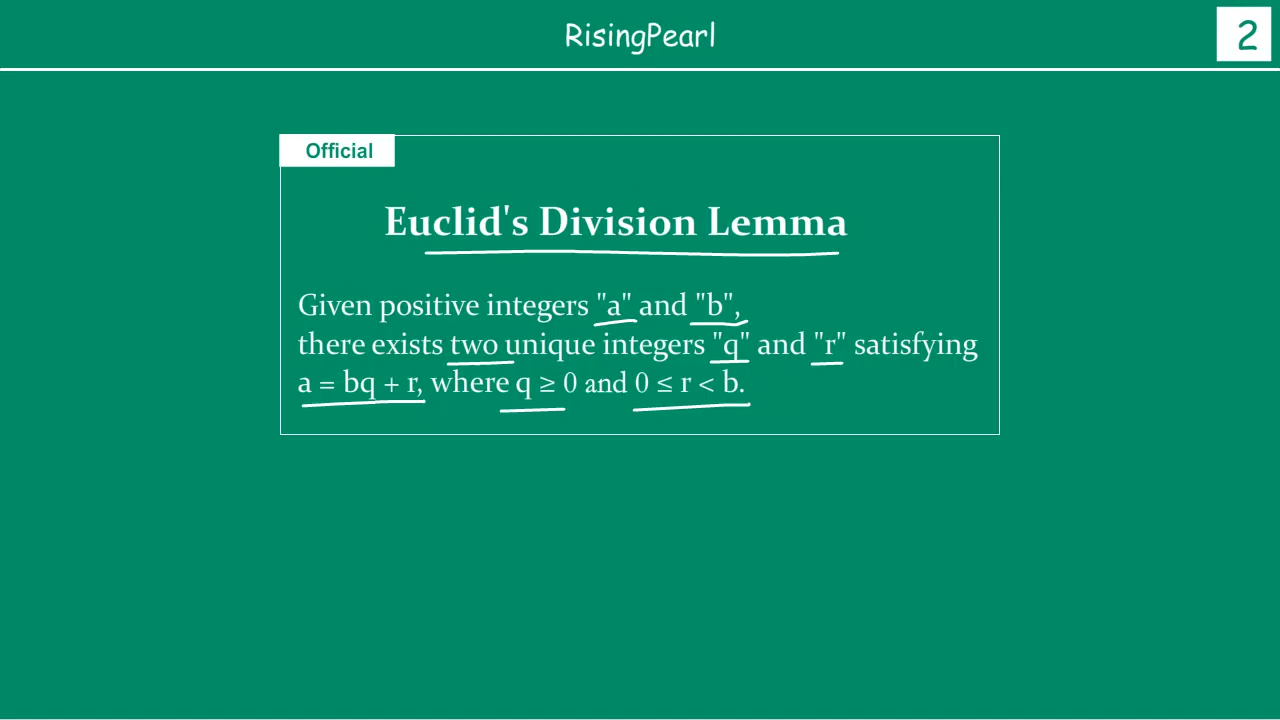 RisingPearl
2
Official
Euclid's Division Lemma
Given positive integers "a" and "b",
there exists two unique integers "q" and "r" satisfying
a = bq + r, where q ≥ 0 and 0 ≤ r < b.